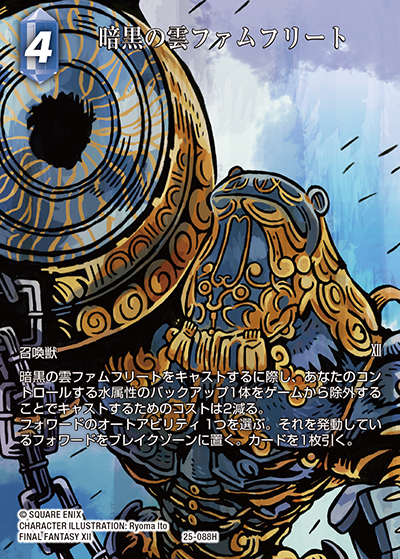 4
暗黒の雲ファムフリート
召喚獣
XII
暗黒の雲ファムフリートをキャストするに際し、あなたのコン
トロールする水属性のバックアップ1体をゲームから除外する
ことでキャストするためのコストは2減る。
フォワードのオートアビリティ 1つを選ぶ。それを発動してい
るフォワードをブレイクゾーンに置く。カードを1枚引く。
© SQUARE ENIX
CHARACTER ILLUSTRATION: Ryoma Ito
FINAL FANTASY XII
25-088H